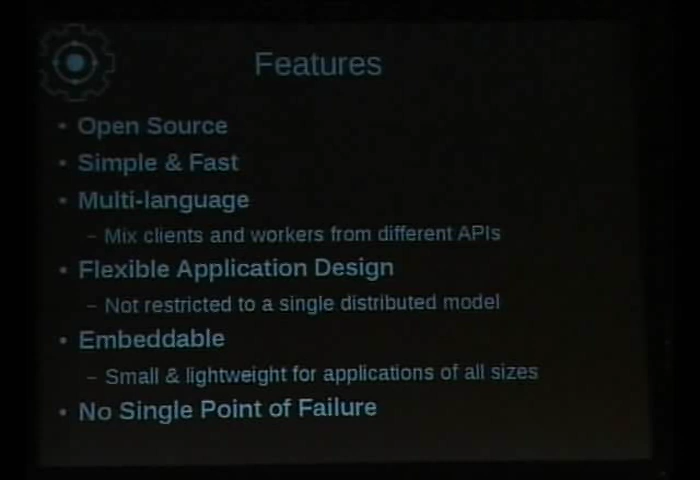 Features
• Open Source
• Simple & Fast
• Multi-language
– Mix clients and workers from different APIs
• Flexible Application Design
– Not restricted to a single distributed model
• Embeddable
– Small & lightweight for applications of all sizes
• No Single Point of Failure